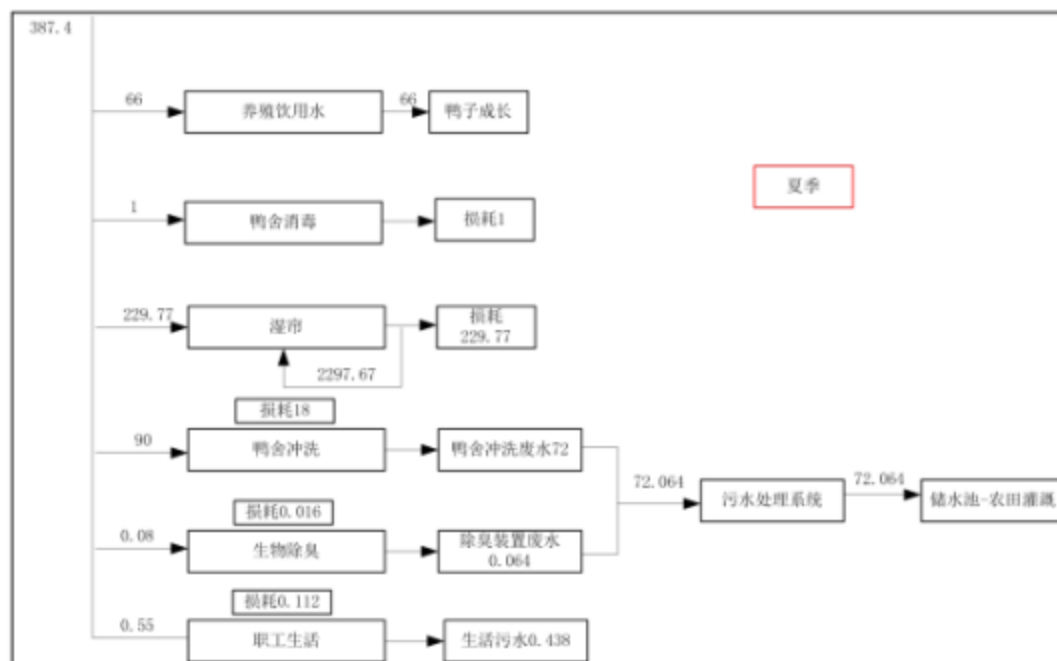 387.4
66
养殖饮用水
66
鸭子成长
夏季
1
鸭舍消毒
损耗1
229.77
湿帘
损耗
229.77
2297.67
损耗18
90
鸭舍冲洗
鸭舍冲洗废水72
72.064
污水处理系统
72.064
储水池-农田灌溉
损耗0.016
0.08
生物除臭
除臭装置废水
0.064
损耗0.112
0.55
职工生活
生活污水0.438